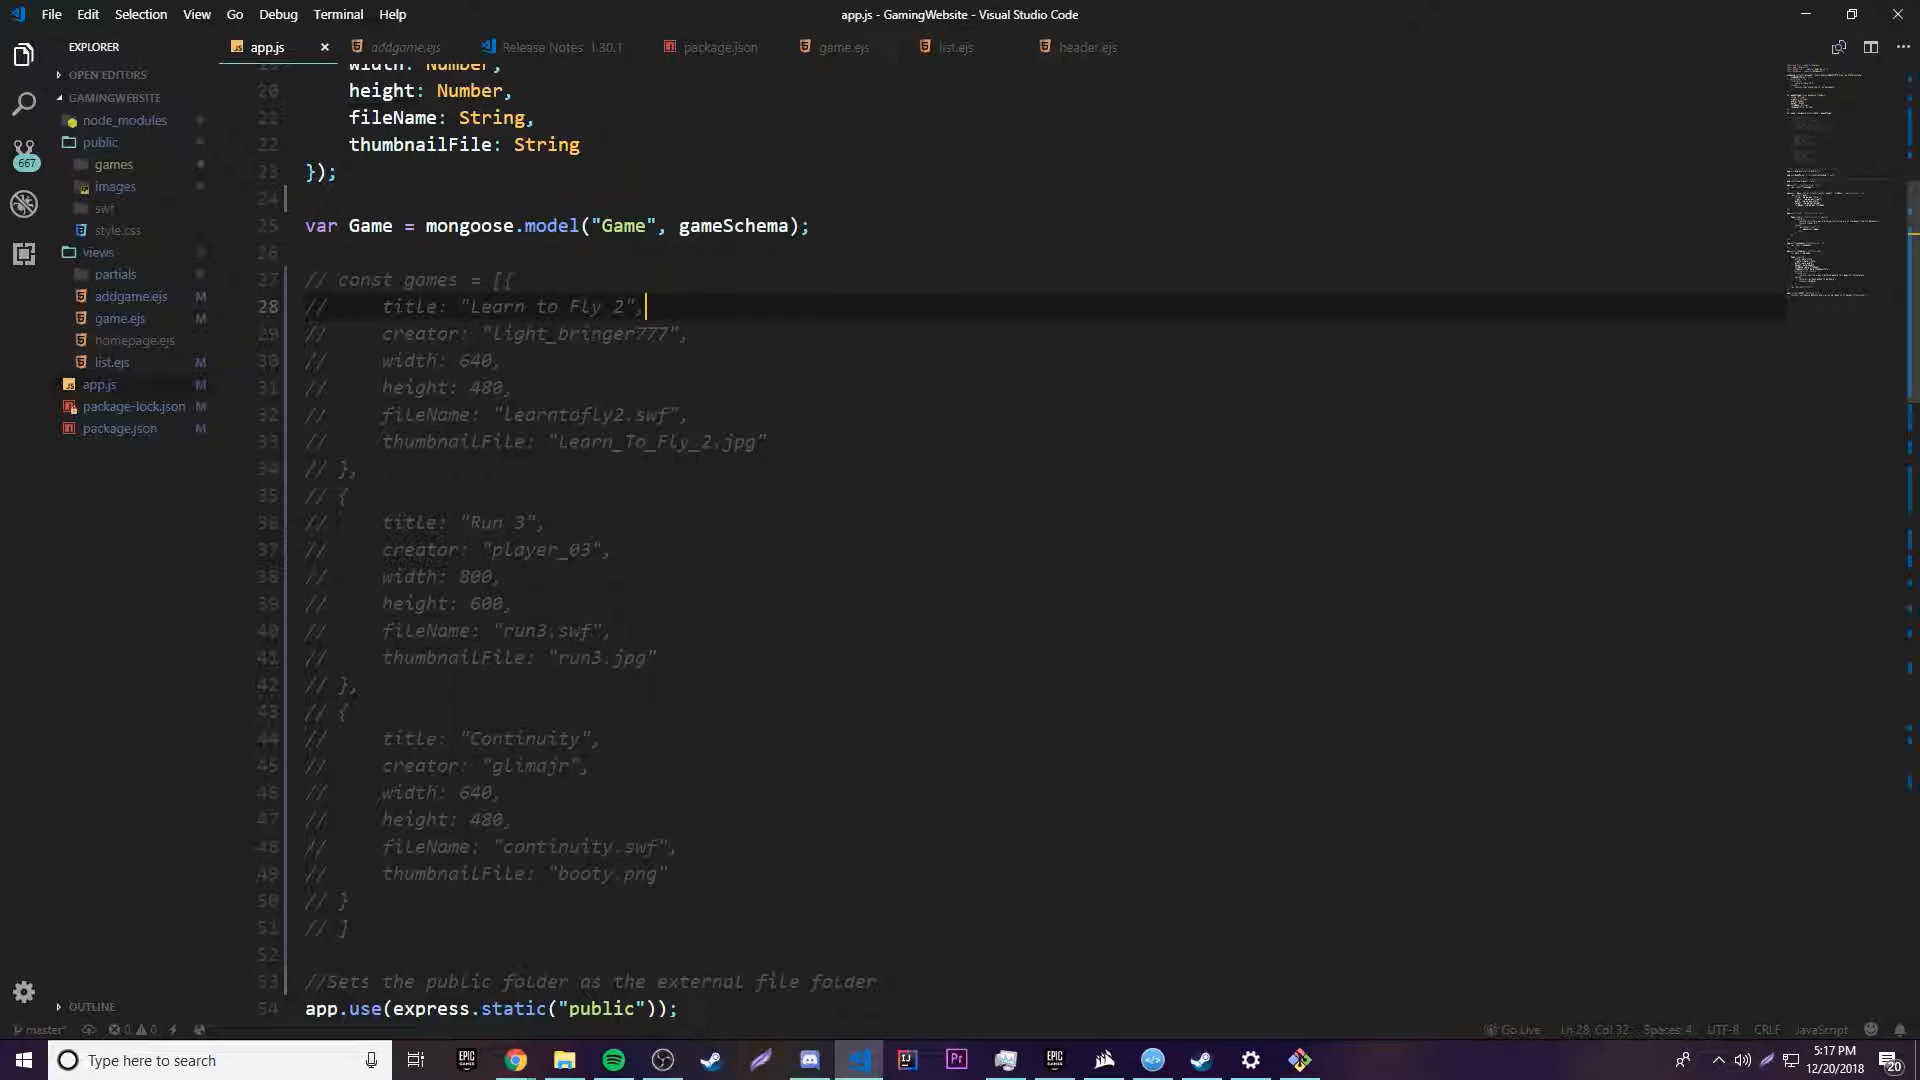 File Edit Selection View Go Debug Terminal Help
app.js - GamingWebsite - Visual Studio Code
EXPLORER
app.js
addgame.ejs
Release Notes 1.30.1
package.json
game.ejs
list.ejs
header.ejs
OPEN EDITORS
GAMINGWEBSITE
node_modules
public
games
images
swf
style.css
views
partials
addgame.ejs M
game.ejs M
homepage.ejs
list.ejs M
app.js M
package-lock.json M
package.json M
667
OUTLINE
width: Number,
20 height: Number,
21 fileName: String,
22 thumbnailFile: String
23 });
24
25 var Game = mongoose.model("Game", gameSchema);
26
27 // const games = [{
28 // title: "Learn to Fly 2",
29 // creator: "light_bringer777",
30 // width: 640,
31 // height: 480,
32 // fileName: "learntofly2.swf",
33 // thumbnailFile: "Learn_To_Fly_2.jpg"
34 // },
35 // {
36 // title: "Run 3",
37 // creator: "player_03",
38 // width: 800,
39 // height: 600,
40 // fileName: "run3.swf",
41 // thumbnailFile: "run3.jpg"
42 // },
43 // {
44 // title: "Continuity",
45 // creator: "glimajr",
46 // width: 640,
47 // height: 480,
48 // fileName: "continuity.swf",
49 // thumbnailFile: "booty.png"
50 // }
51 // ]
52
53 //Sets the public folder as the external file folder
54 app.use(express.static("public"));
master* 0 0 Go Live Ln 28, Col 32 Spaces: 4 UTF-8 CRLF JavaScript
Type here to search
5:17 PM
12/20/2018
20